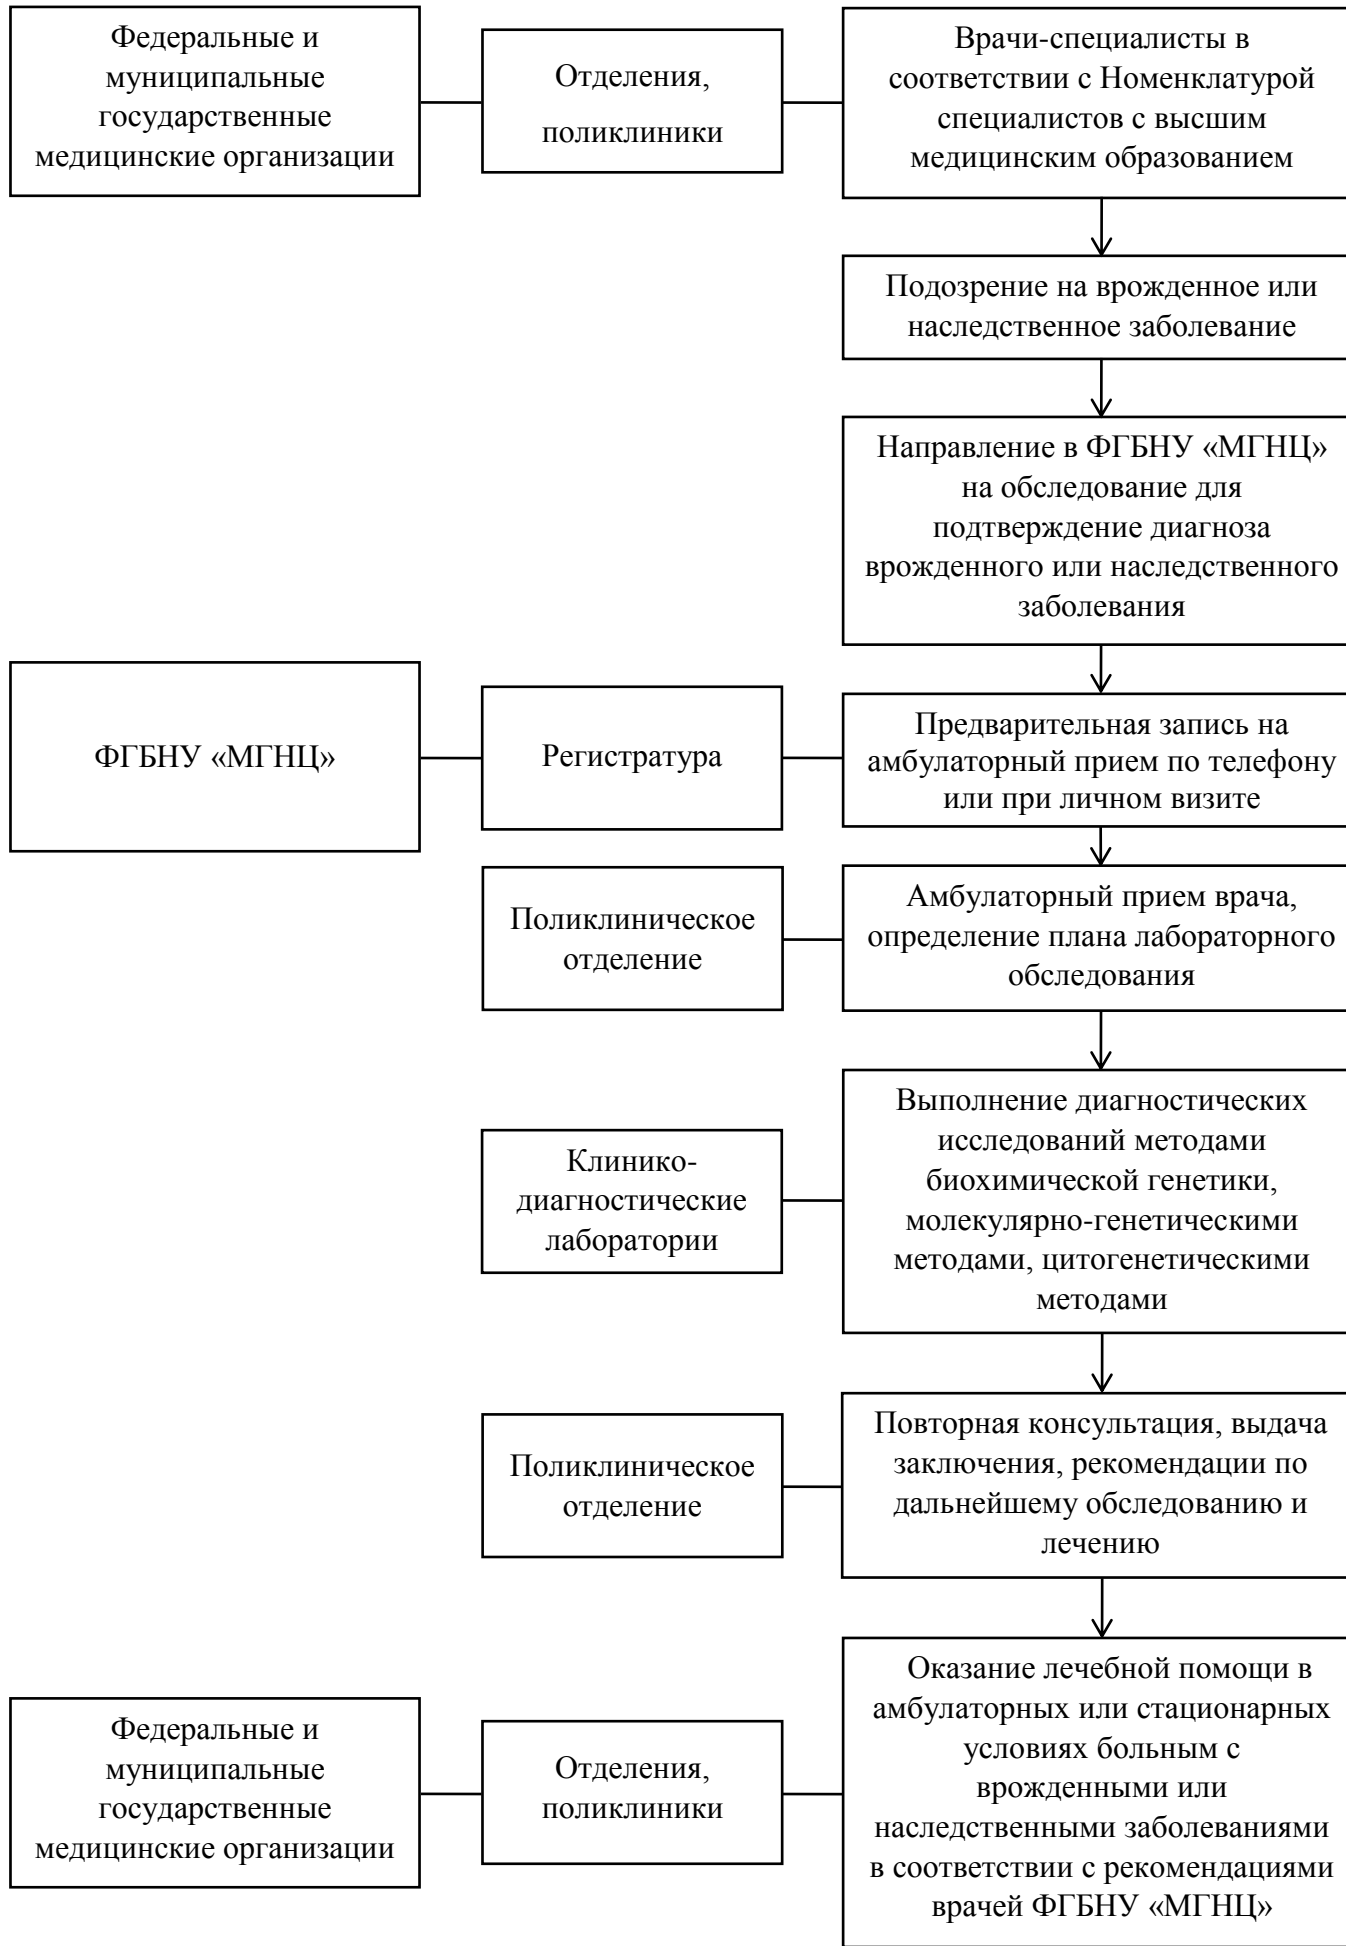 Федеральные и
муниципальные
государственные
медицинские организации
Отделения,
поликлиники
Врачи-специалисты в
соответствии с Номенклатурой
специалистов с высшим
медицинским образованием
Подозрение на врожденное или
наследственное заболевание
Направление в ФГБНУ «МГНЦ»
на обследование для
подтверждение диагноза
врожденного или наследственного
заболевания
ФГБНУ «МГНЦ»
Регистратура
Предварительная запись на
амбулаторный прием по телефону
или при личном визите
Поликлиническое
отделение
Амбулаторный прием врача,
определение плана лабораторного
обследования
Клинико-
диагностические
лаборатории
Выполнение диагностических
исследований методами
биохимической генетики,
молекулярно-генетическими
методами, цитогенетическими
методами
Поликлиническое
отделение
Повторная консультация, выдача
заключения, рекомендации по
дальнейшему обследованию и
лечению
Федеральные и
муниципальные
государственные
медицинские организации
Отделения,
поликлиники
Оказание лечебной помощи в
амбулаторных или стационарных
условиях больным с
врожденными или
наследственными заболеваниями
в соответствии с рекомендациями
врачей ФГБНУ «МГНЦ»